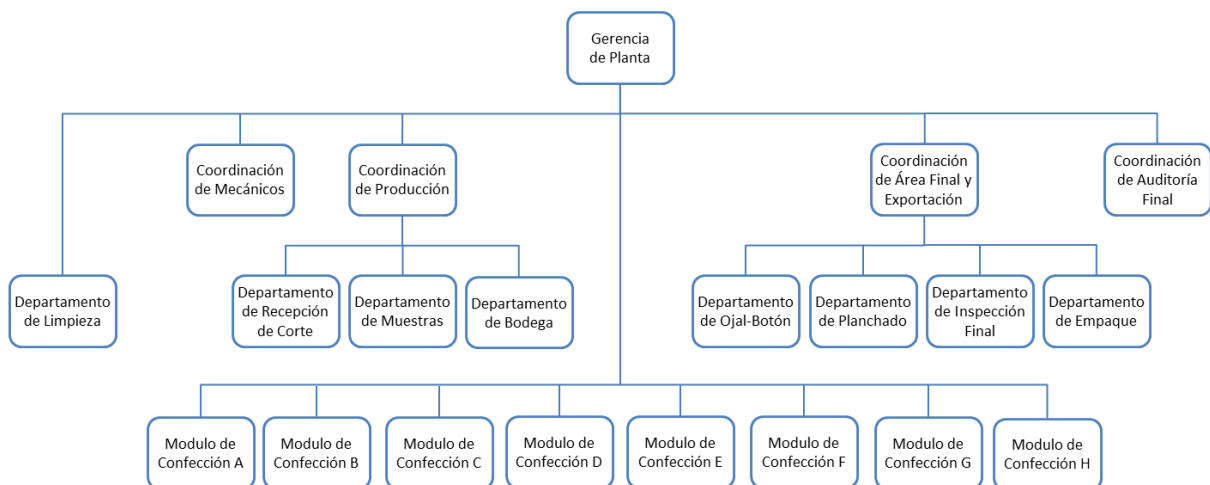 Gerencia
de Planta
Coordinación
de Mecánicos
Coordinación
de Producción
Coordinación
de Área Final y
Exportación
Coordinación
de Auditoría
Final
Departamento
de Limpieza
Departamento
de Recepción
de Corte
Departamento
de Muestras
Departamento
de Bodega
Departamento
de Ojal-Botón
Departamento
de Planchado
Departamento
de Inspección
Final
Departamento
de Empaque
Modulo de
Confección A
Modulo de
Confección B
Modulo de
Confección C
Modulo de
Confección D
Modulo de
Confección E
Modulo de
Confección F
Modulo de
Confección G
Modulo de
Confección H